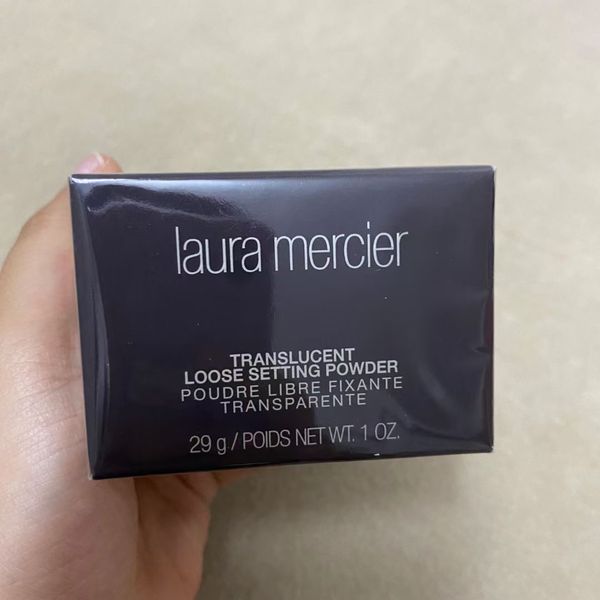 laura mercier
TRANSLUCENT
LOOSE SETTING POWDER
POUDRE LIBRE FIXANTE
TRANSPARENTE
29 g / POIDS NET WT. 1 OZ.